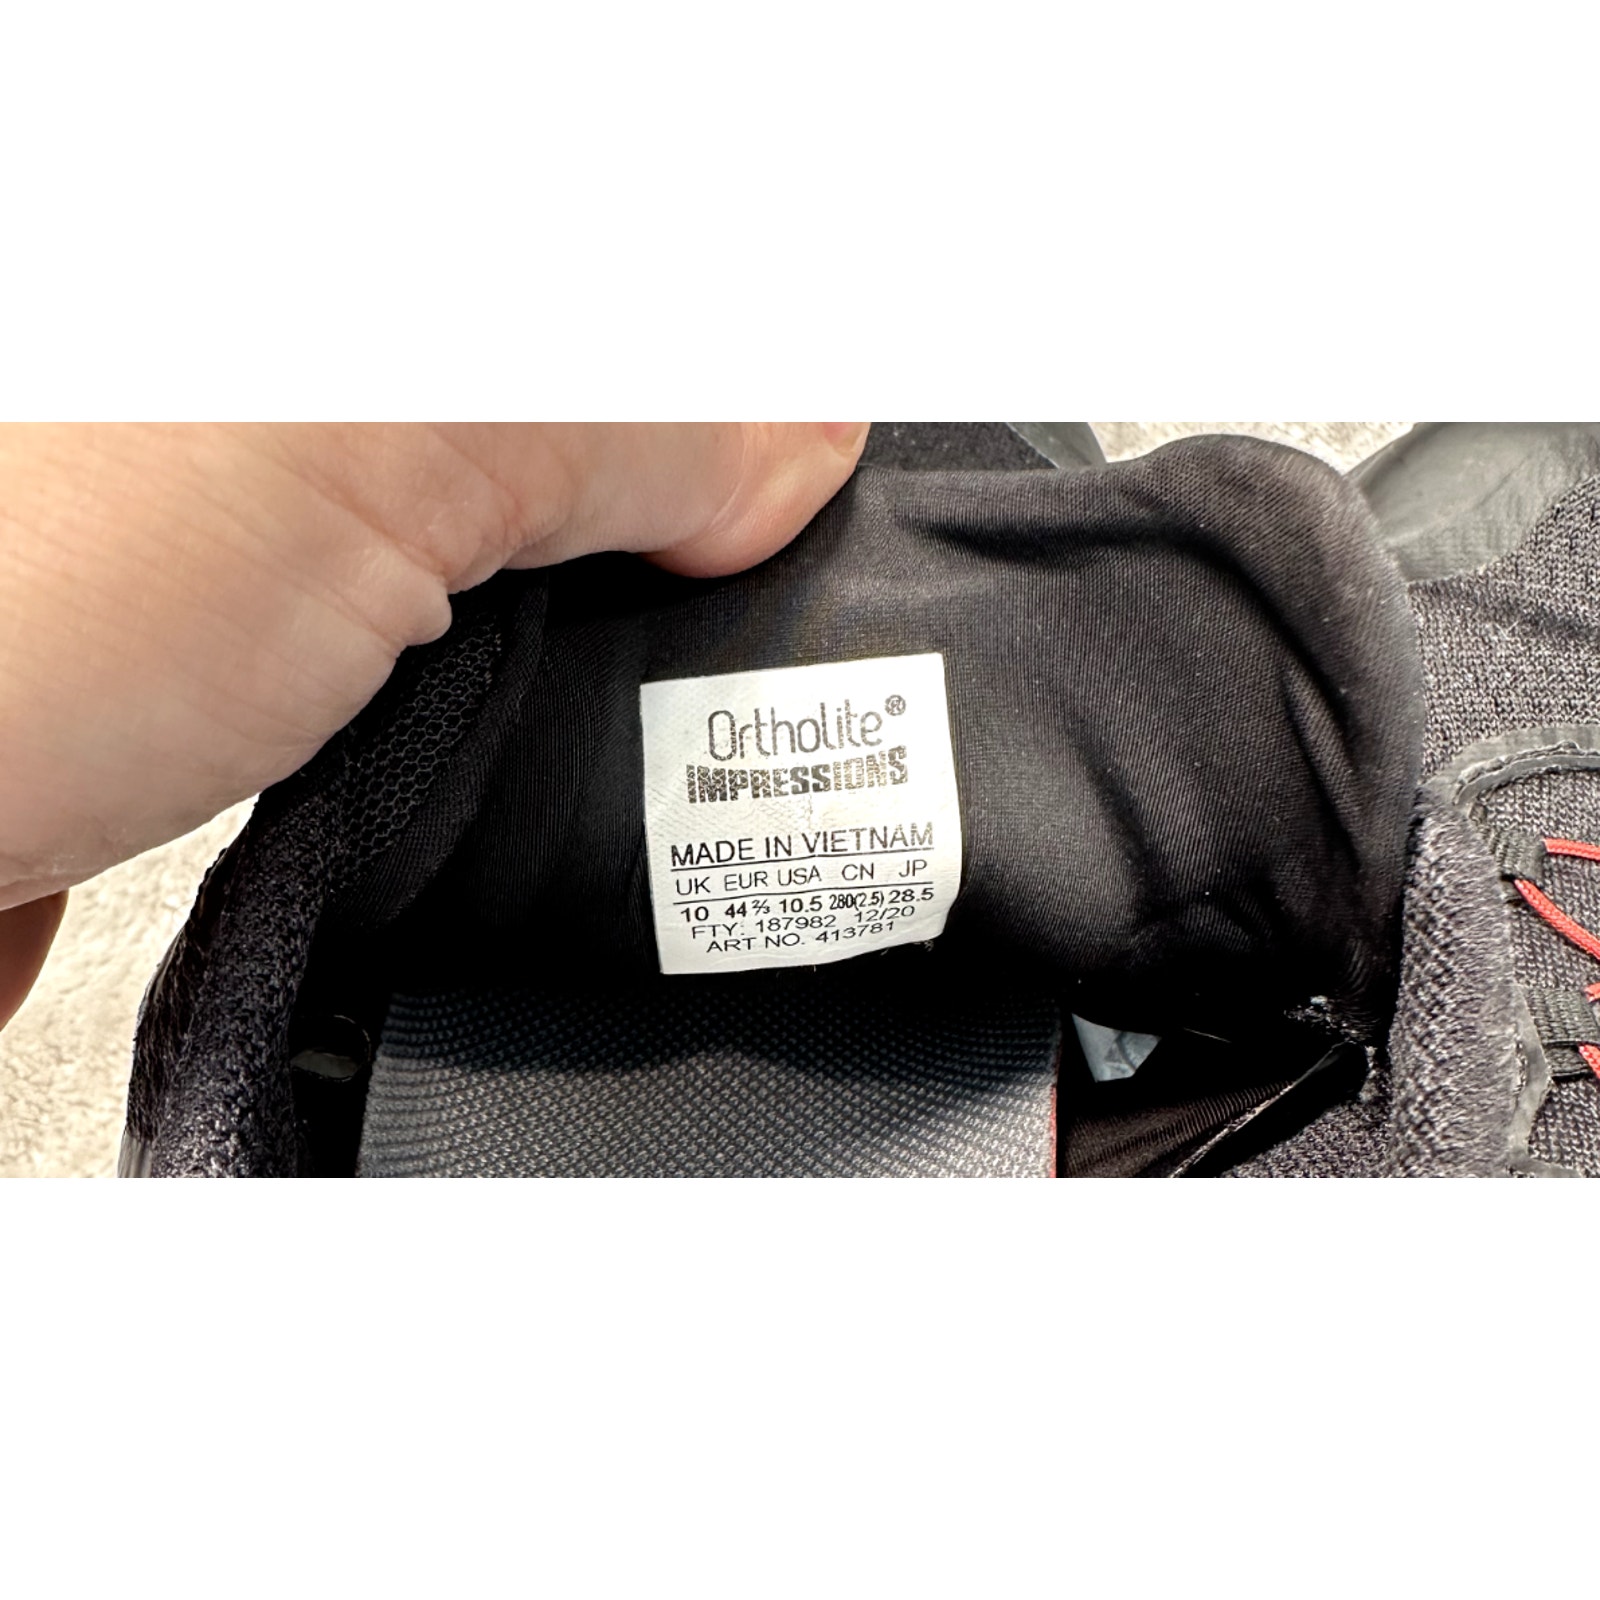 Ortholite®
IMPRESSIONS
MADE IN VIETNAM
UK EUR USA CN JP
10 44⅔ 10.5 280(2.5) 28.5
FTY: 187982 12/20
ART NO. 413781